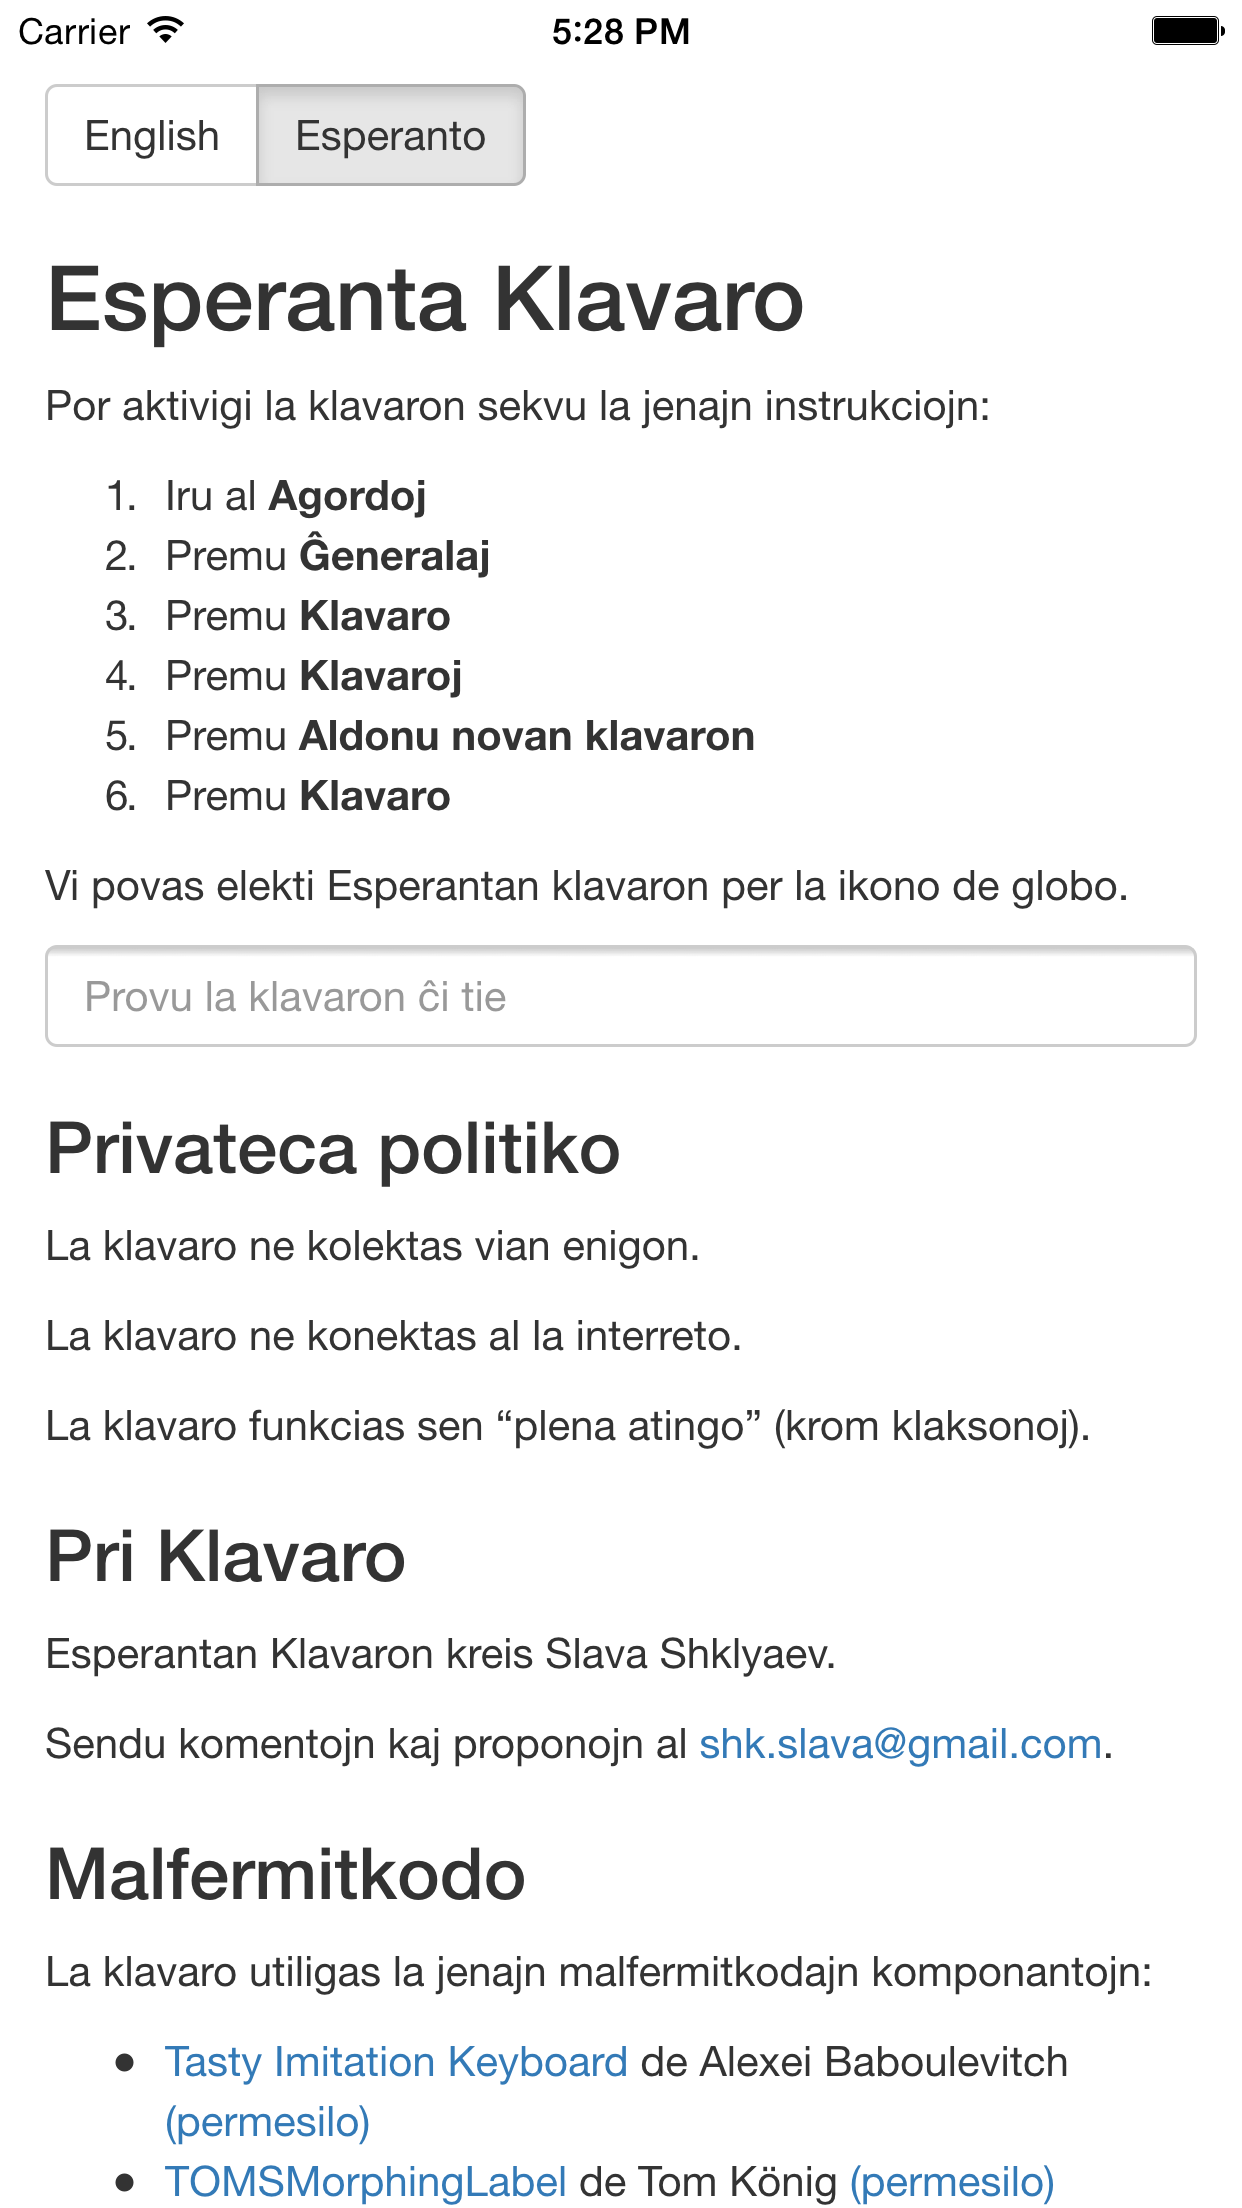 Carrier 5:28 PM
English Esperanto
Esperanta Klavaro
Por aktivigi la klavaron sekvu la jenajn instrukciojn:
1. Iru al Agordoj
2. Premu Ĝeneralaj
3. Premu Klavaro
4. Premu Klavaroj
5. Premu Aldonu novan klavaron
6. Premu Klavaro
Vi povas elekti Esperantan klavaron per la ikono de globo.
Provu la klavaron ĉi tie
Privateca politiko
La klavaro ne kolektas vian enigon.
La klavaro ne konektas al la interreto.
La klavaro funkcias sen “plena atingo” (krom klaksonoj).
Pri Klavaro
Esperantan Klavaron kreis Slava Shklyaev.
Sendu komentojn kaj proponojn al shk.slava@gmail.com.
Malfermitkodo
La klavaro utiligas la jenajn malfermitkodajn komponantojn:
• Tasty Imitation Keyboard de Alexei Baboulevitch
(permesilo)
• TOMSMorphingLabel de Tom König (permesilo)